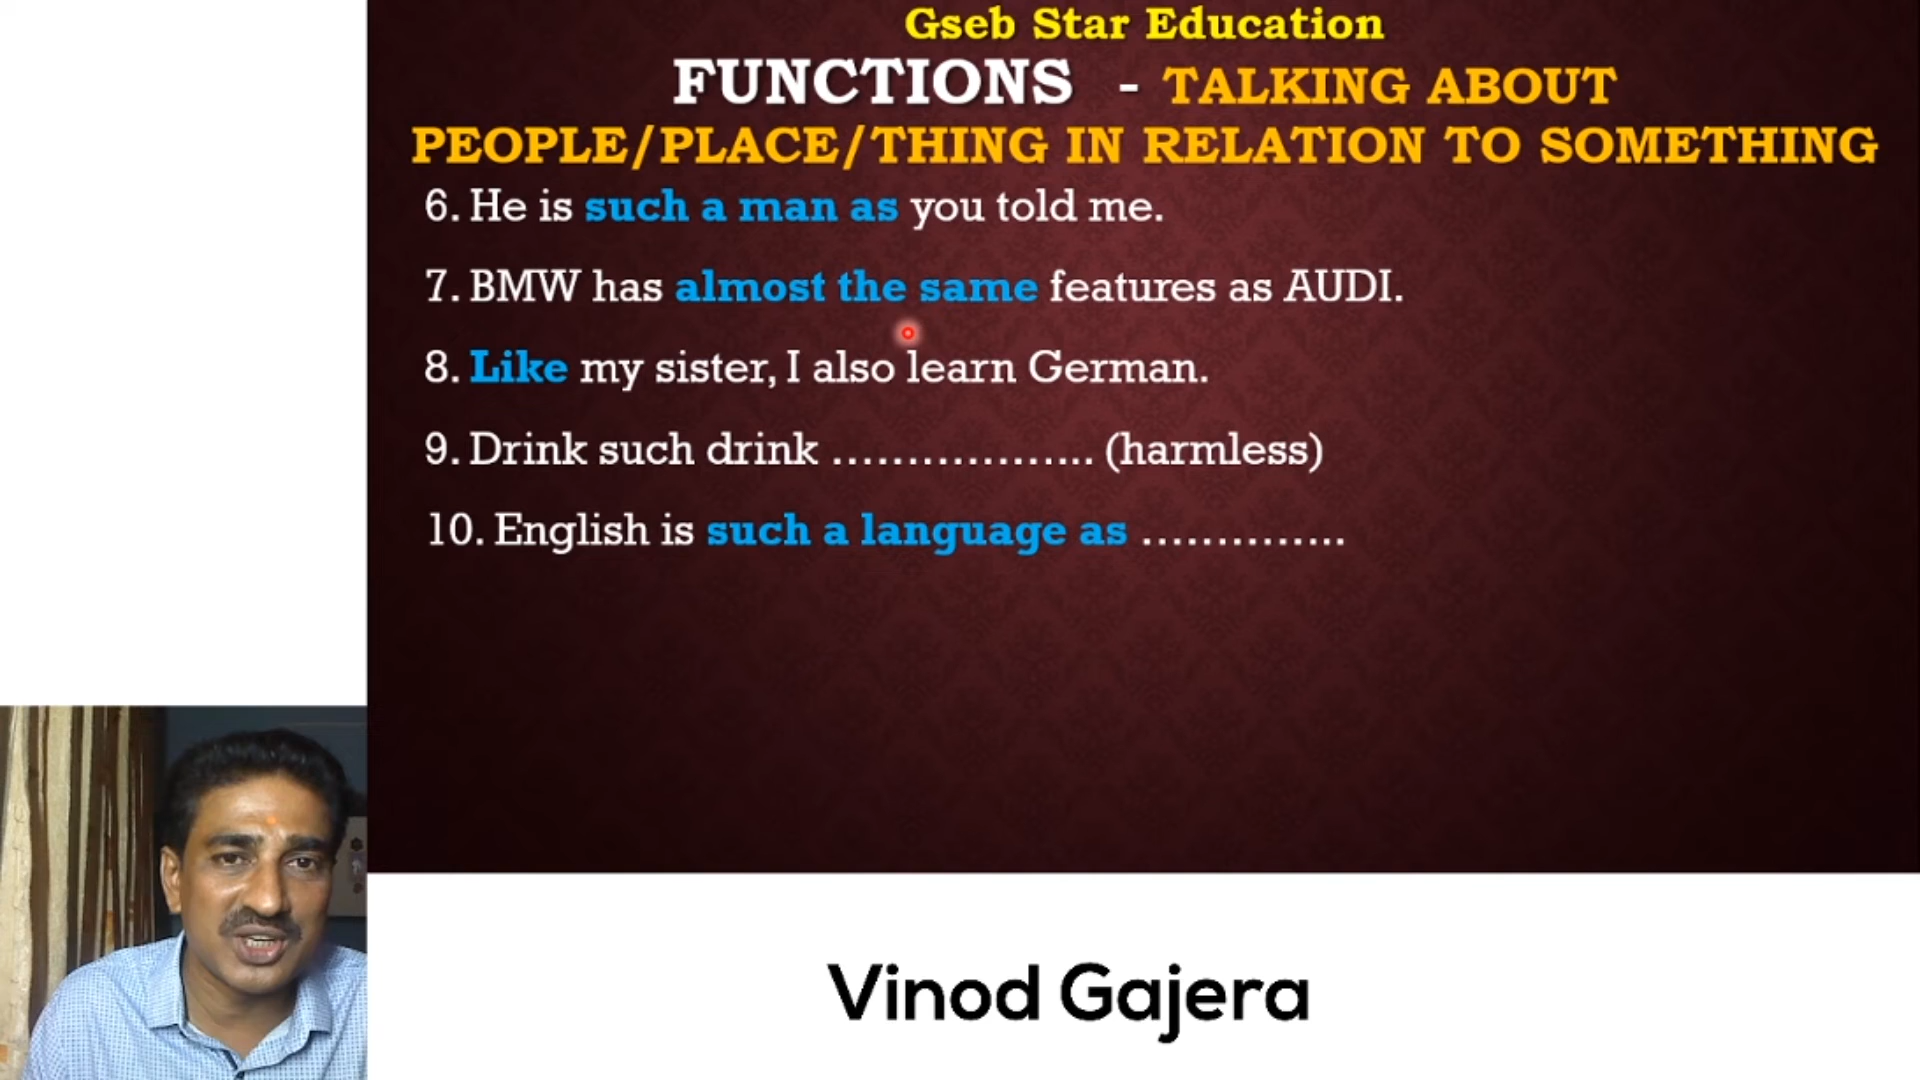 Gseb Star Education
FUNCTIONS - TALKING ABOUT
PEOPLE/PLACE/THING IN RELATION TO SOMETHING
6. He is such a man as you told me.
7. BMW has almost the same features as AUDI.
8. Like my sister, I also learn German.
9. Drink such drink ……………….. (harmless)
10. English is such a language as …………..
Vinod Gajera